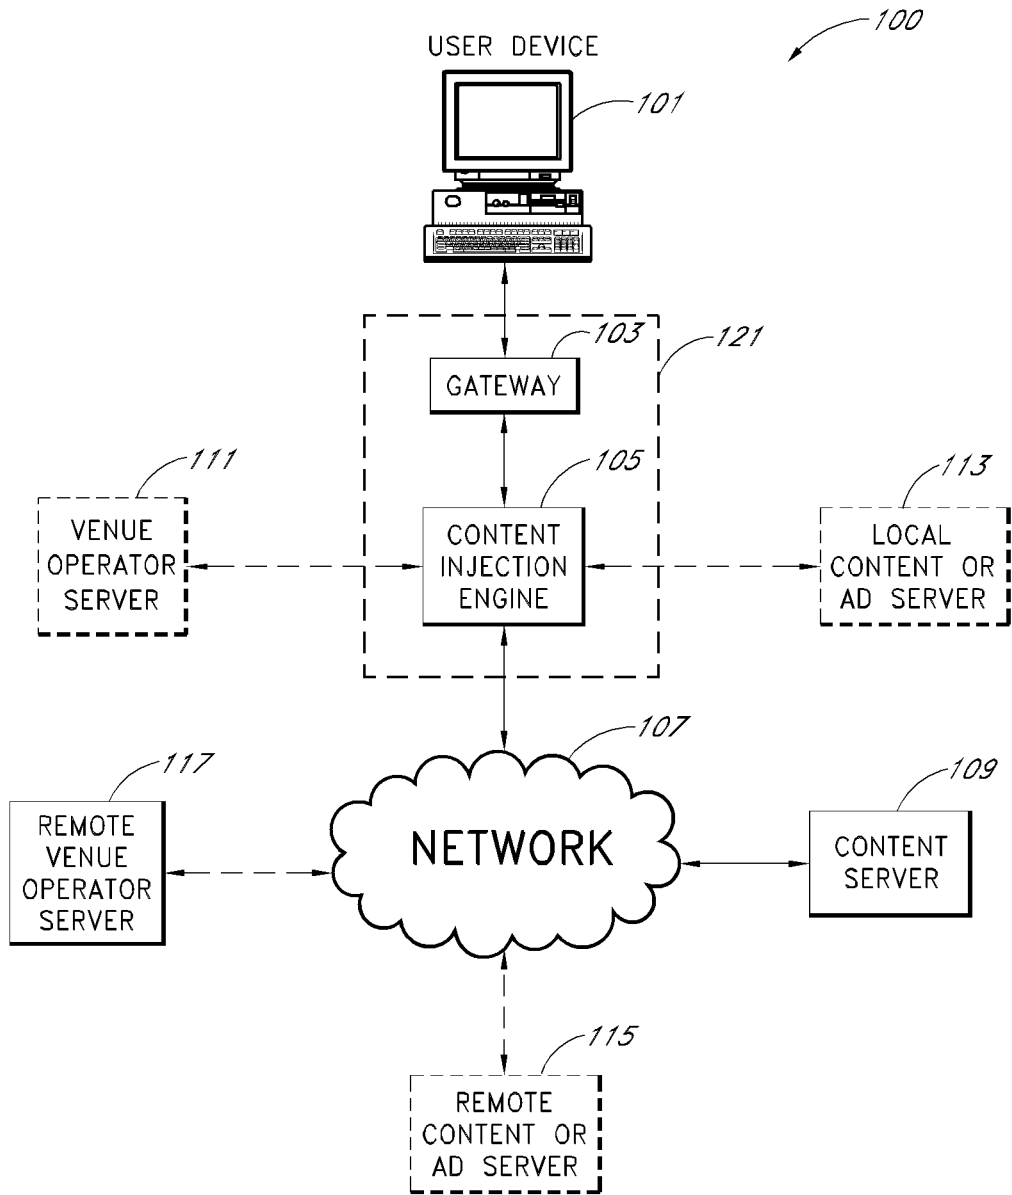 100
USER DEVICE
101
103
121
GATEWAY
111
105
113
VENUE
OPERATOR
SERVER
CONTENT
INJECTION
ENGINE
LOCAL
CONTENT OR
AD SERVER
107
117
109
REMOTE
VENUE
OPERATOR
SERVER
NETWORK
CONTENT
SERVER
115
REMOTE
CONTENT OR
AD SERVER